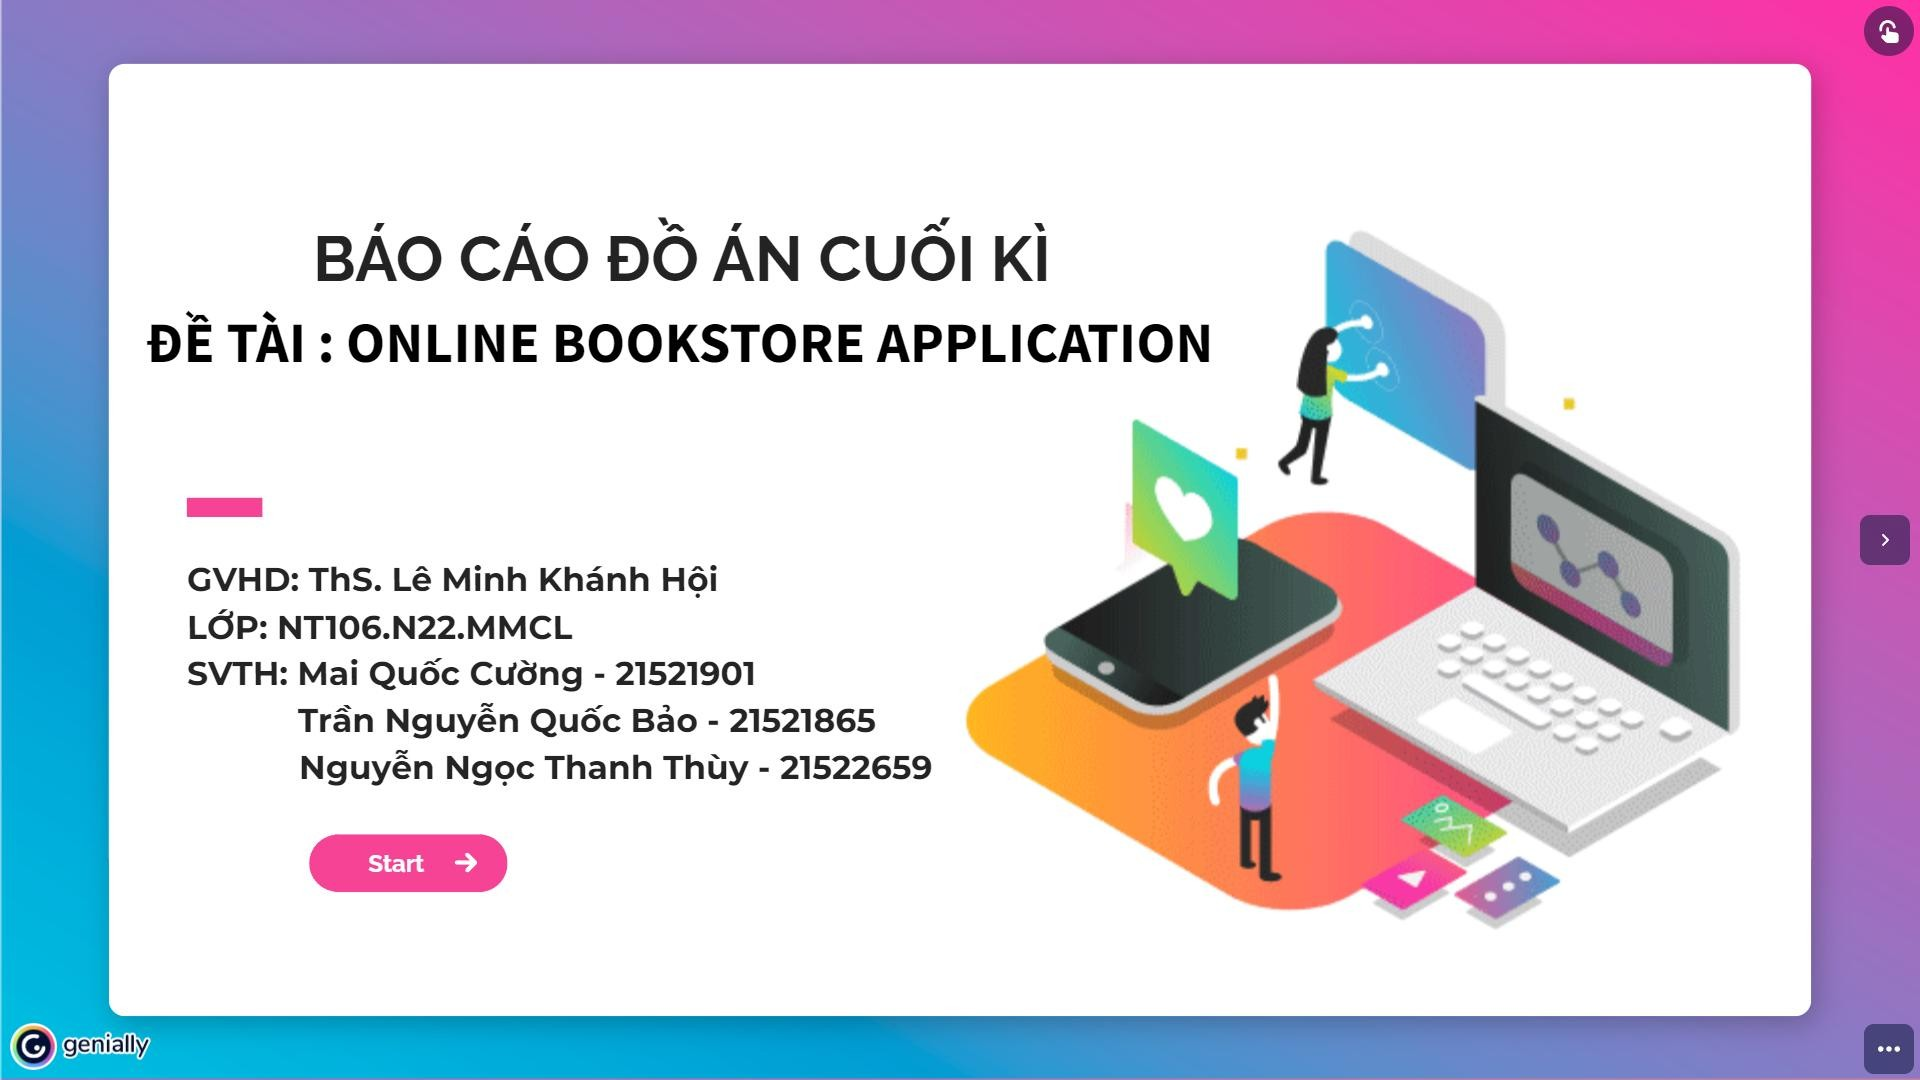 BÁO CÁO ĐỒ ÁN CUỐI KÌ
ĐỀ TÀI : ONLINE BOOKSTORE APPLICATION
GVHD: ThS. Lê Minh Khánh Hội
LỚP: NT106.N22.MMCL
SVTH: Mai Quốc Cường - 21521901
Trần Nguyễn Quốc Bảo - 21521865
Nguyễn Ngọc Thanh Thùy - 21522659
Start
genially